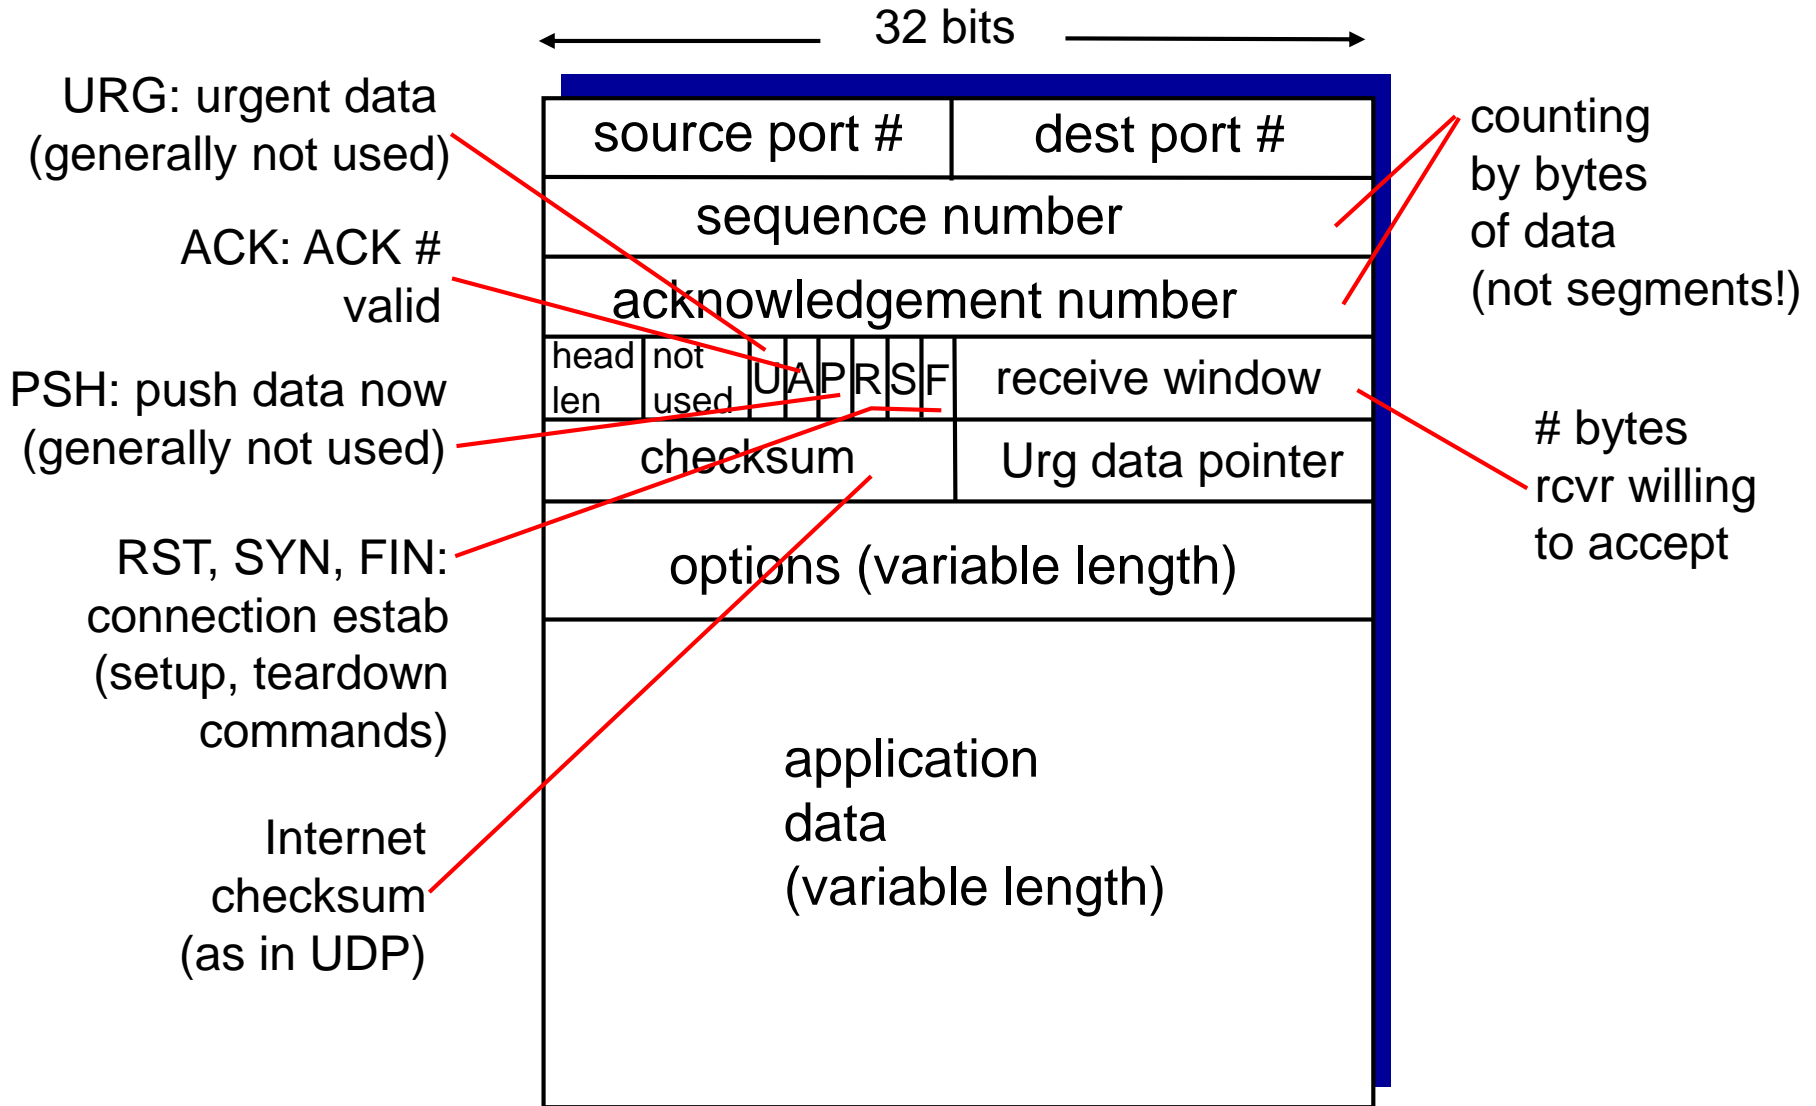 32 bits
URG: urgent data
(generally not used)
ACK: ACK #
valid
PSH: push data now
(generally not used)
RST, SYN, FIN:
connection estab
(setup, teardown
commands)
Internet
checksum
(as in UDP)
source port #
dest port #
sequence number
acknowledgement number
head
len
not
used
U
A
P
R
S
F
receive window
checksum
Urg data pointer
options (variable length)
application
data
(variable length)
counting
by bytes
of data
(not segments!)
# bytes
rcvr willing
to accept